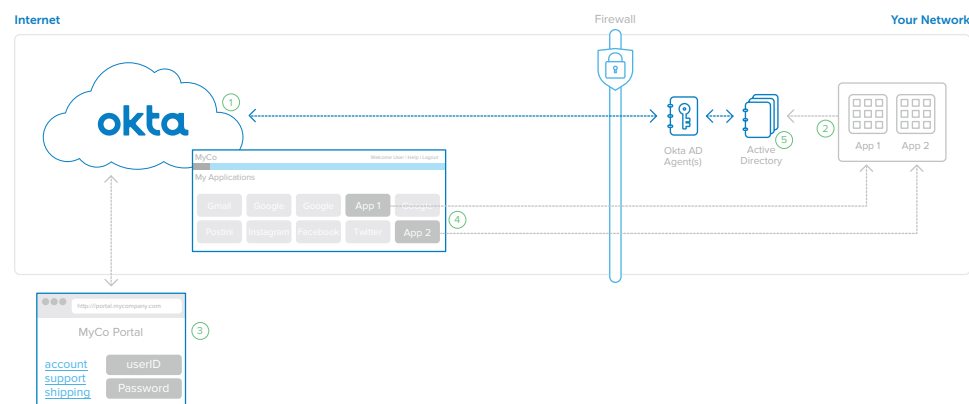 Internet
Firewall
Your Network
okta
1
2
5
App 1
App 2
Okta AD
Agent(s)
Active
Directory
MyCo
Welcome User | Help | Logout
My Applications
Gmail
Google
Google
App 1
Google
Postini
Instagram
Facebook
Twitter
App 2
4
http://portal.mycompany.com
MyCo Portal
3
account
support
shipping
userID
Password